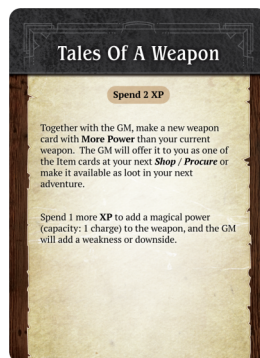 Tales Of A Weapon
Spend 2 XP
Together with the GM, make a new weapon
card with More Power than your current
weapon. The GM will offer it to you as one of
the Item cards at your next Shop / Procure or
make it available as loot in your next
adventure.
Spend 1 more XP to add a magical power
(capacity: 1 charge) to the weapon, and the GM
will add a weakness or downside.